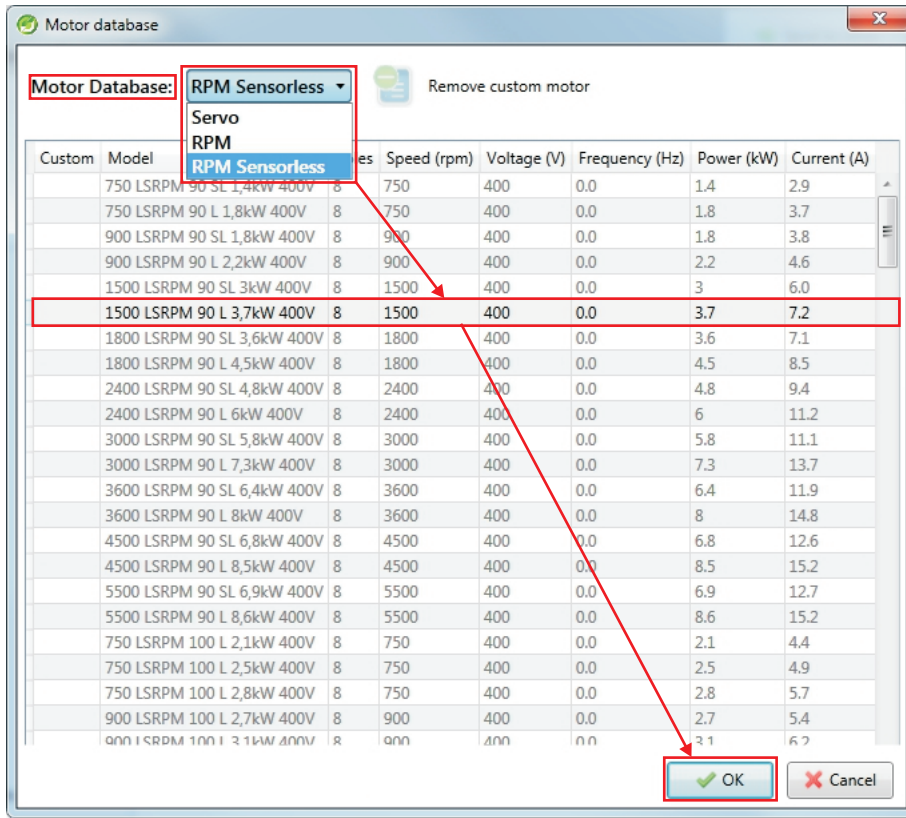 Motor database
Motor Database: RPM Sensorless Remove custom motor
Servo
RPM
RPM Sensorless
Custom Model es Speed (rpm) Voltage (V) Frequency (Hz) Power (kW) Current (A)
750 LSRPM 90 SL 1,4kW 400V 8 750 400 0.0 1.4 2.9
750 LSRPM 90 L 1,8kW 400V 8 750 400 0.0 1.8 3.7
900 LSRPM 90 SL 1,8kW 400V 8 900 400 0.0 1.8 3.8
900 LSRPM 90 L 2,2kW 400V 8 900 400 0.0 2.2 4.6
1500 LSRPM 90 SL 3kW 400V 8 1500 400 0.0 3 6.0
1500 LSRPM 90 L 3,7kW 400V 8 1500 400 0.0 3.7 7.2
1800 LSRPM 90 SL 3,6kW 400V 8 1800 400 0.0 3.6 7.1
1800 LSRPM 90 L 4,5kW 400V 8 1800 400 0.0 4.5 8.5
2400 LSRPM 90 SL 4,8kW 400V 8 2400 400 0.0 4.8 9.4
2400 LSRPM 90 L 6kW 400V 8 2400 400 0.0 6 11.2
3000 LSRPM 90 SL 5,8kW 400V 8 3000 400 0.0 5.8 11.1
3000 LSRPM 90 L 7,3kW 400V 8 3000 400 0.0 7.3 13.7
3600 LSRPM 90 SL 6,4kW 400V 8 3600 400 0.0 6.4 11.9
3600 LSRPM 90 L 8kW 400V 8 3600 400 0.0 8 14.8
4500 LSRPM 90 SL 6,8kW 400V 8 4500 400 0.0 6.8 12.6
4500 LSRPM 90 L 8,5kW 400V 8 4500 400 0.0 8.5 15.2
5500 LSRPM 90 SL 6,9kW 400V 8 5500 400 0.0 6.9 12.7
5500 LSRPM 90 L 8,6kW 400V 8 5500 400 0.0 8.6 15.2
750 LSRPM 100 L 2,1kW 400V 8 750 400 0.0 2.1 4.4
750 LSRPM 100 L 2,5kW 400V 8 750 400 0.0 2.5 4.9
750 LSRPM 100 L 2,8kW 400V 8 750 400 0.0 2.8 5.7
900 LSRPM 100 L 2,7kW 400V 8 900 400 0.0 2.7 5.4
900 LSRPM 100 L 3,1kW 400V 8 900 400 0.0 3.1 6.2
OK Cancel